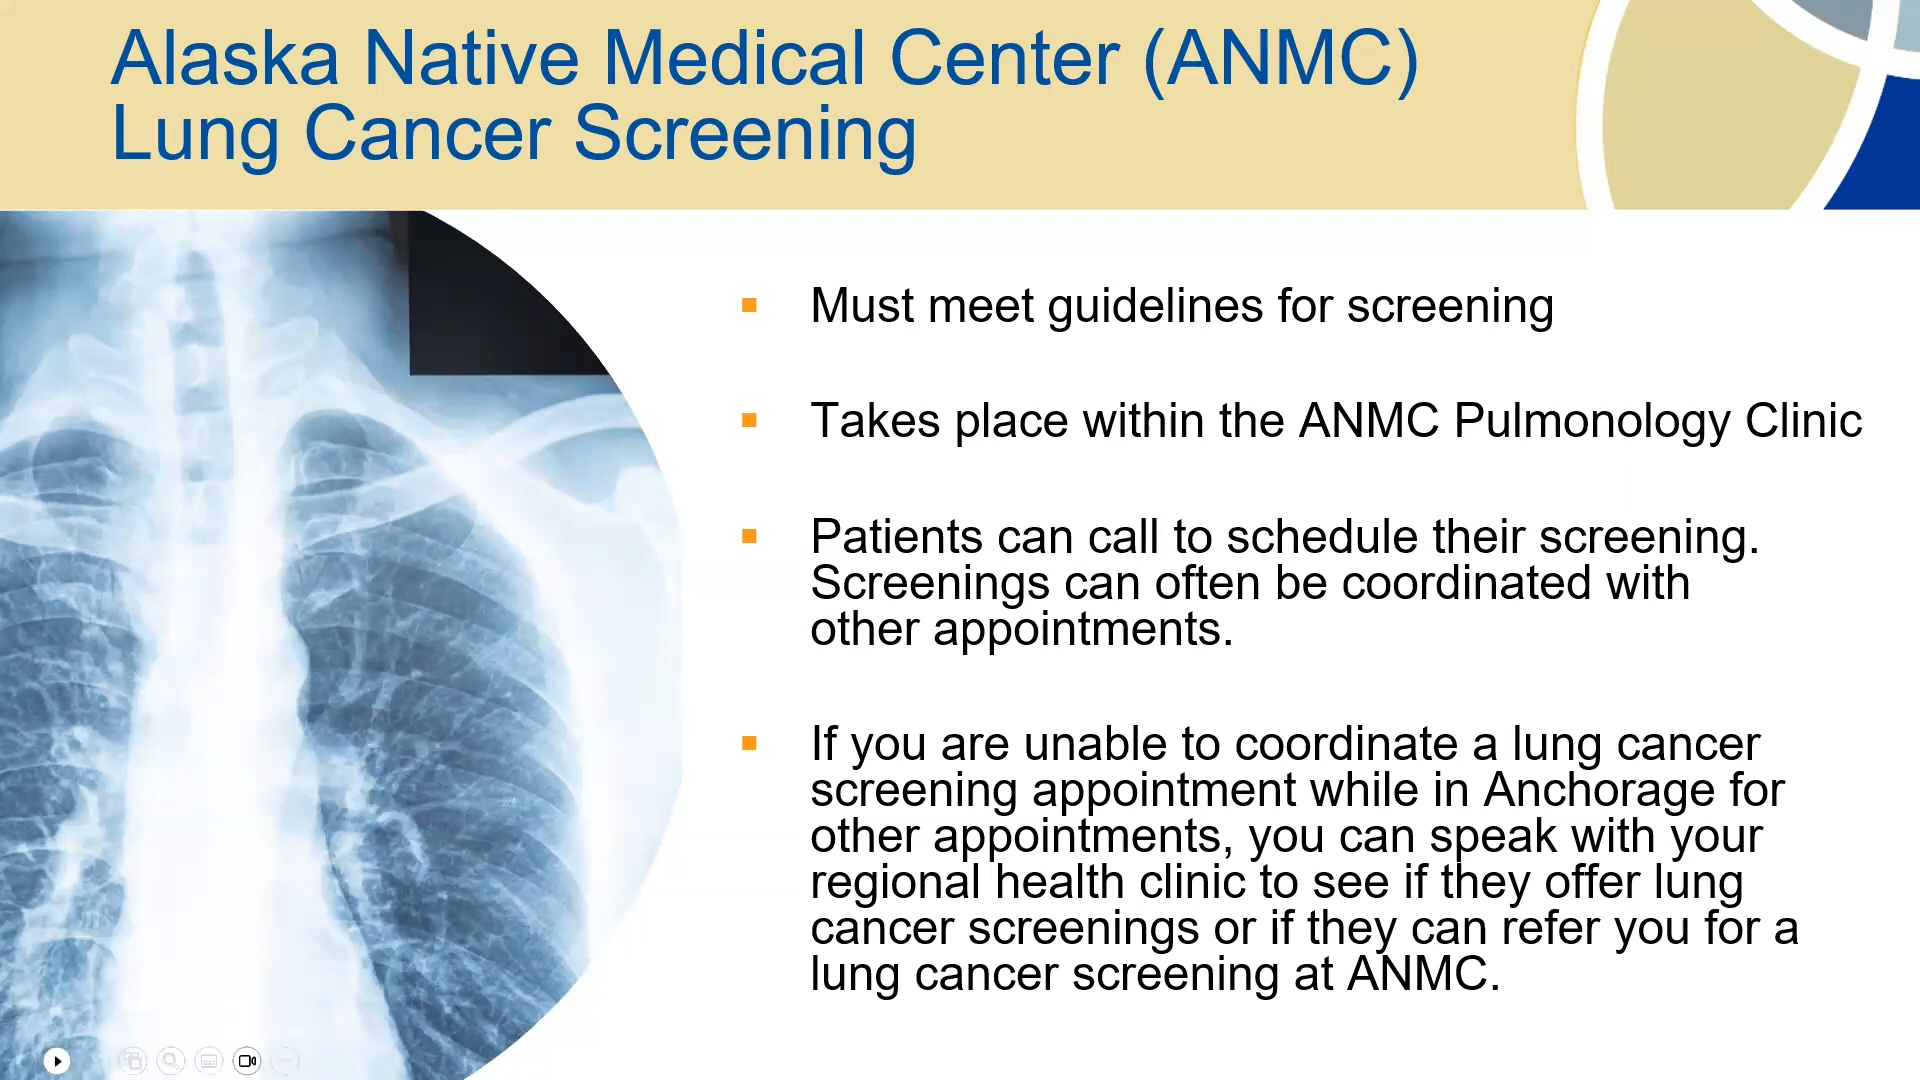 Alaska Native Medical Center (ANMC)
Lung Cancer Screening
Must meet guidelines for screening
Takes place within the ANMC Pulmonology Clinic
Patients can call to schedule their screening.
Screenings can often be coordinated with
other appointments.
If you are unable to coordinate a lung cancer
screening appointment while in Anchorage for
other appointments, you can speak with your
regional health clinic to see if they offer lung
cancer screenings or if they can refer you for a
lung cancer screening at ANMC.